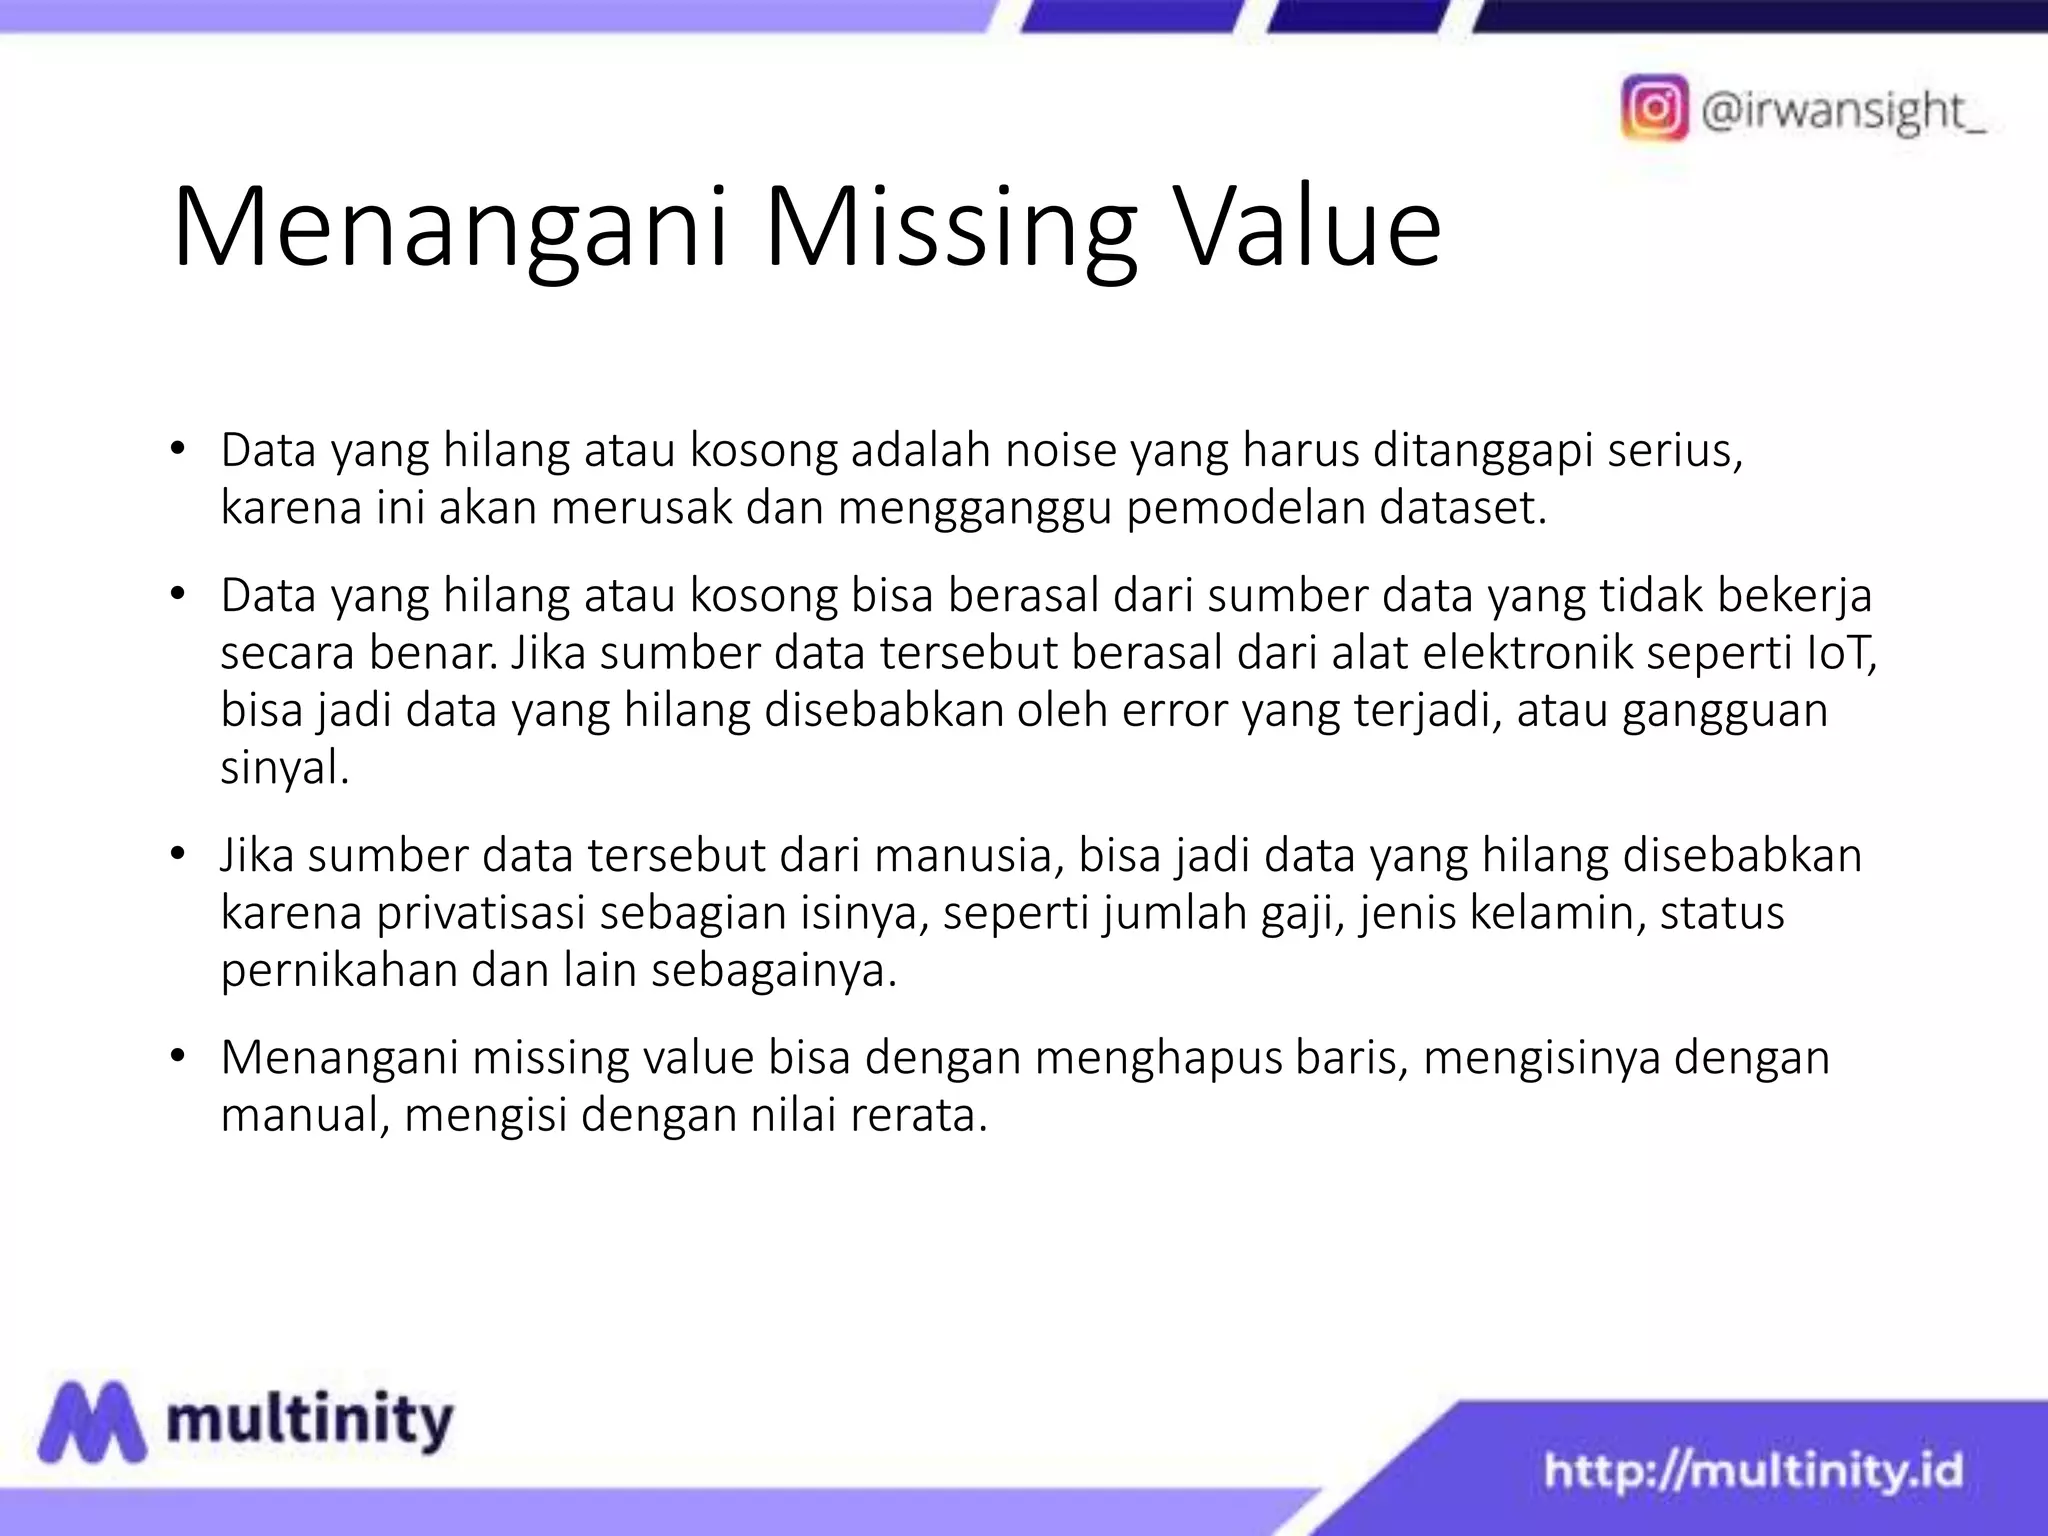 @irwansight_
Menangani Missing Value
• Data yang hilang atau kosong adalah noise yang harus ditanggapi serius,
karena ini akan merusak dan mengganggu pemodelan dataset.
• Data yang hilang atau kosong bisa berasal dari sumber data yang tidak bekerja
secara benar. Jika sumber data tersebut berasal dari alat elektronik seperti IoT,
bisa jadi data yang hilang disebabkan oleh error yang terjadi, atau gangguan
sinyal.
• Jika sumber data tersebut dari manusia, bisa jadi data yang hilang disebabkan
karena privatisasi sebagian isinya, seperti jumlah gaji, jenis kelamin, status
pernikahan dan lain sebagainya.
• Menangani missing value bisa dengan menghapus baris, mengisinya dengan
manual, mengisi dengan nilai rerata.
multinity
http://multinity.id